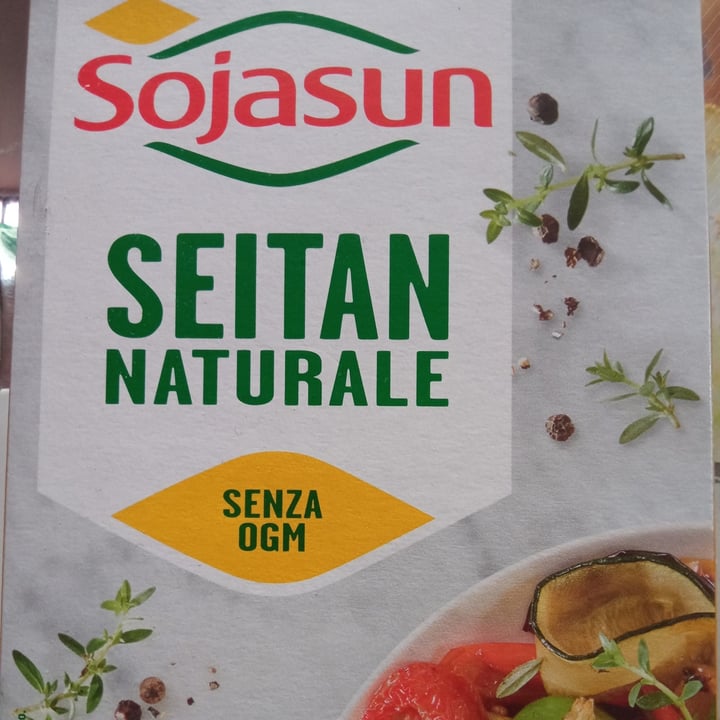 Sojasun
SEITAN
NATURALE
SENZA
OGM